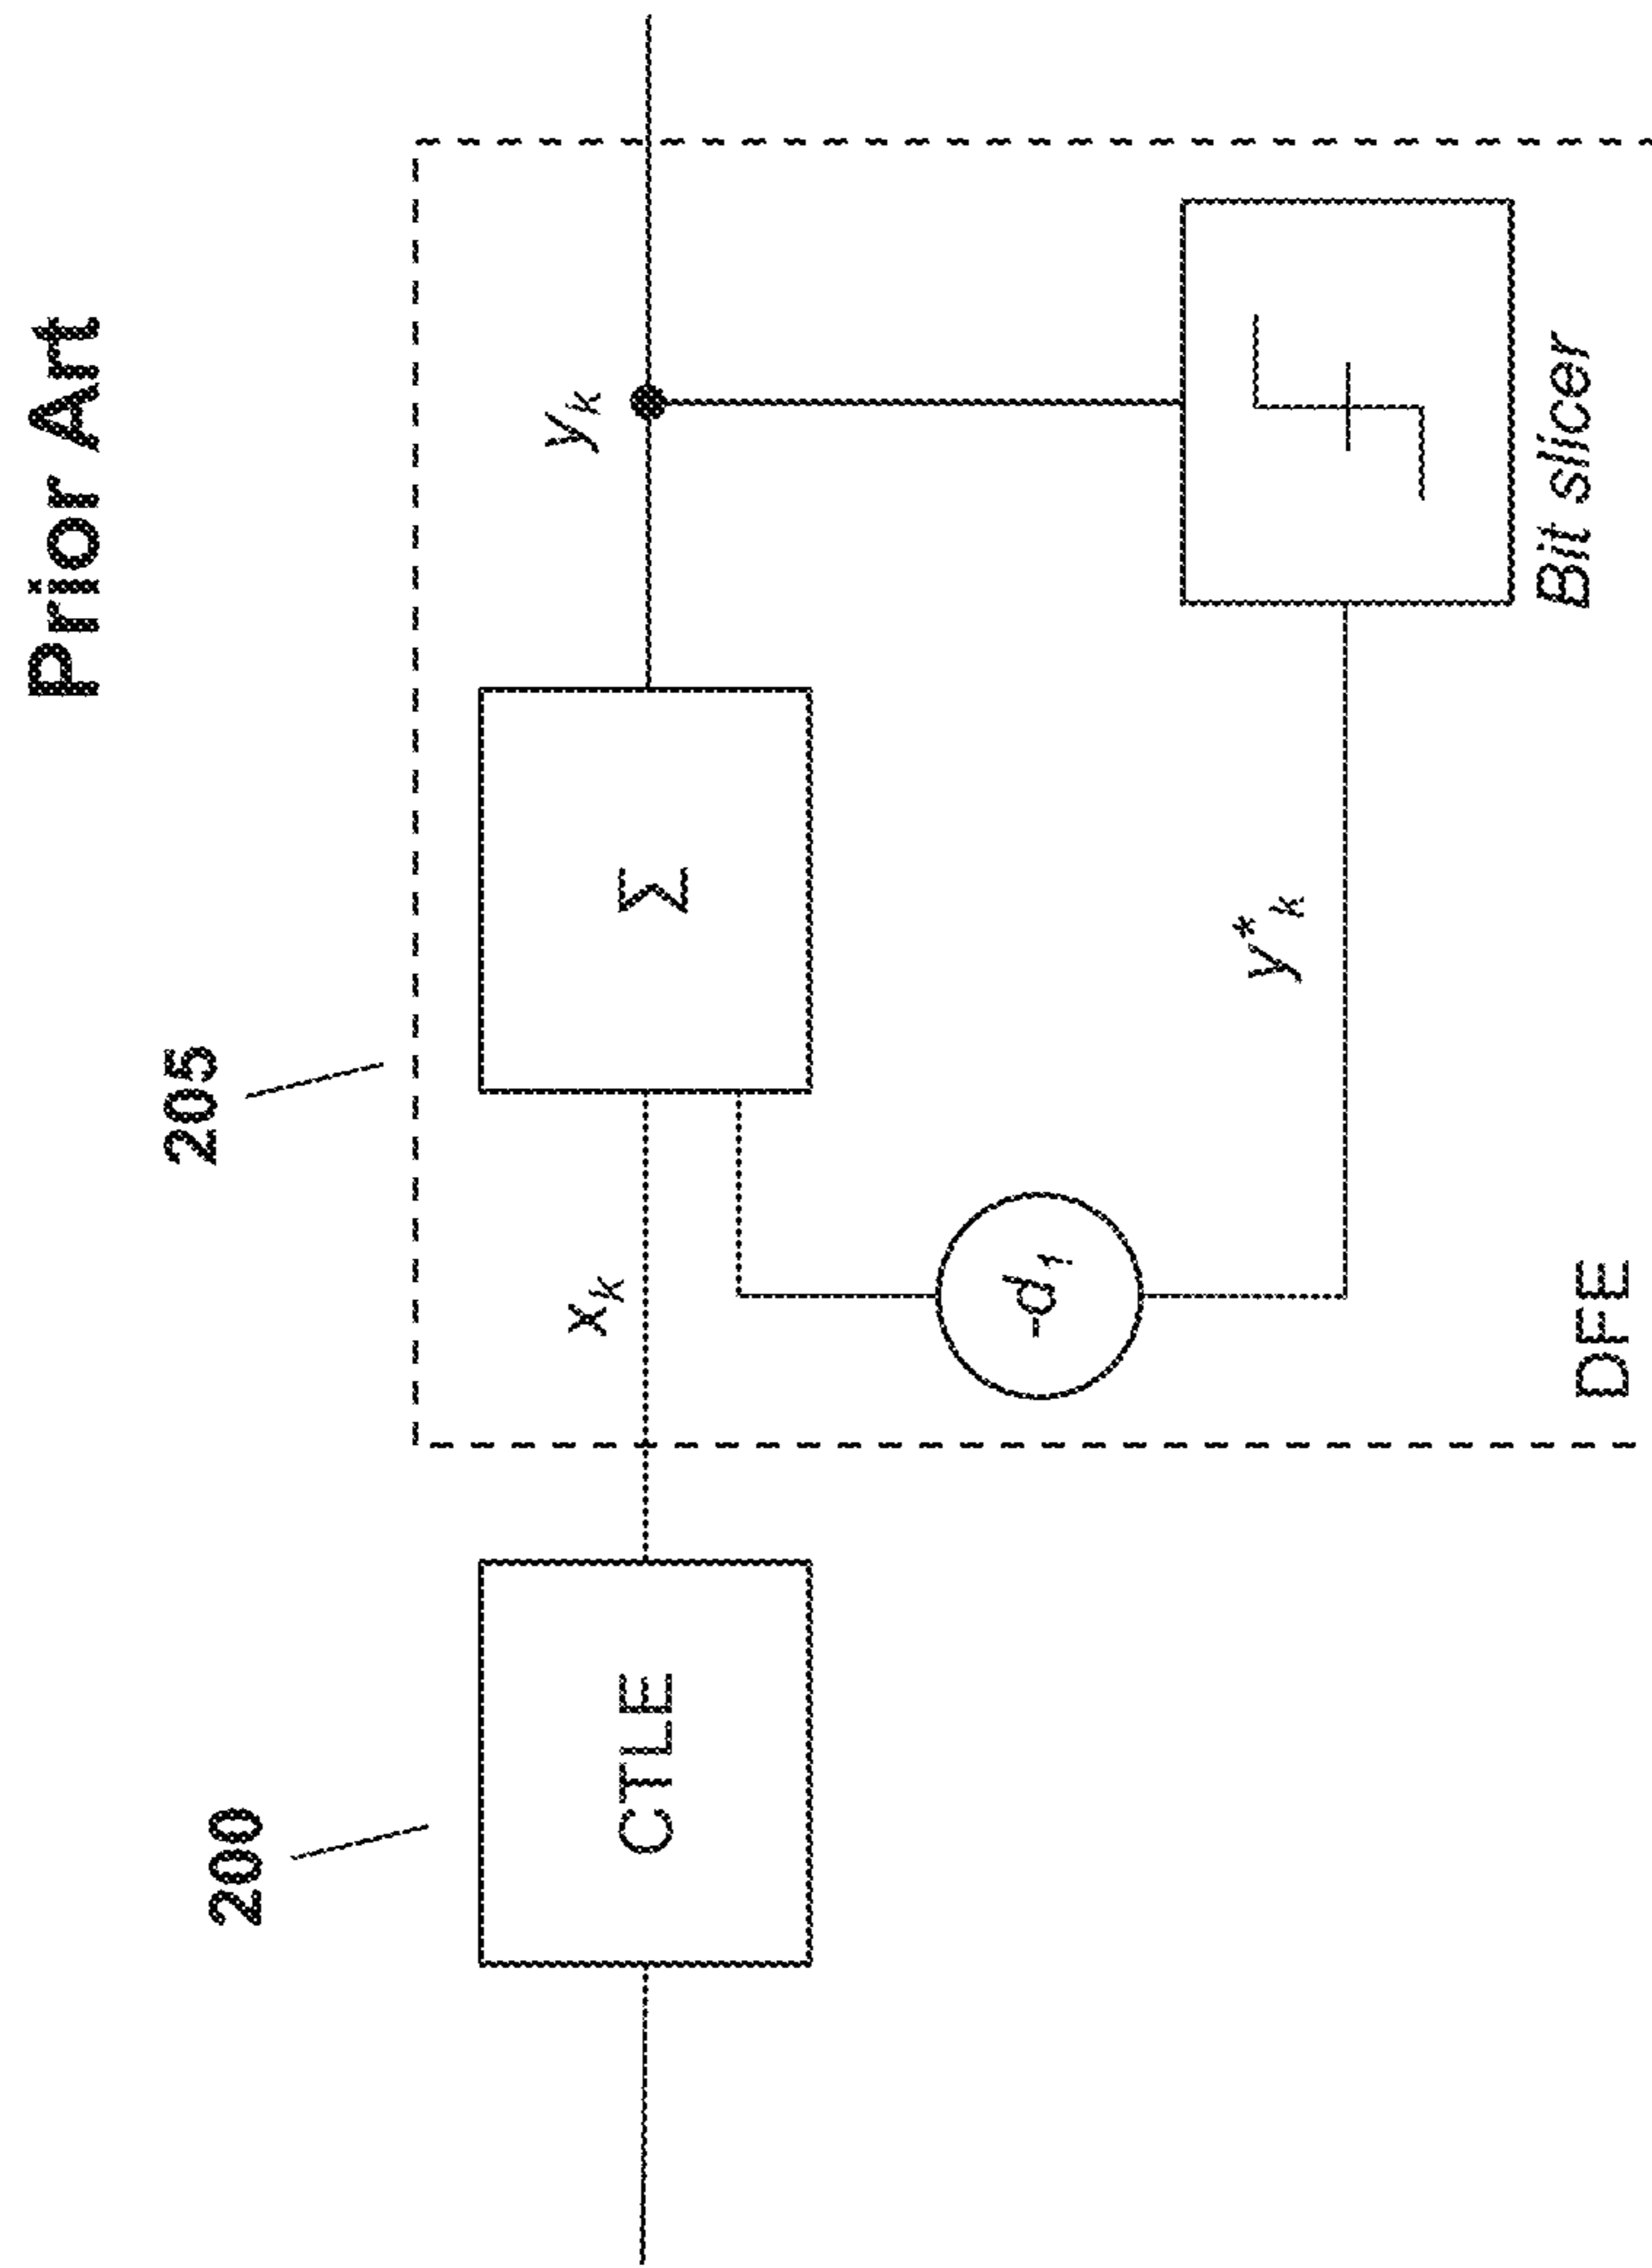 Prior Art
200
205
CTLE
x_k
Σ
y_k
-d_1
y*_k
Bit slicer
DFE